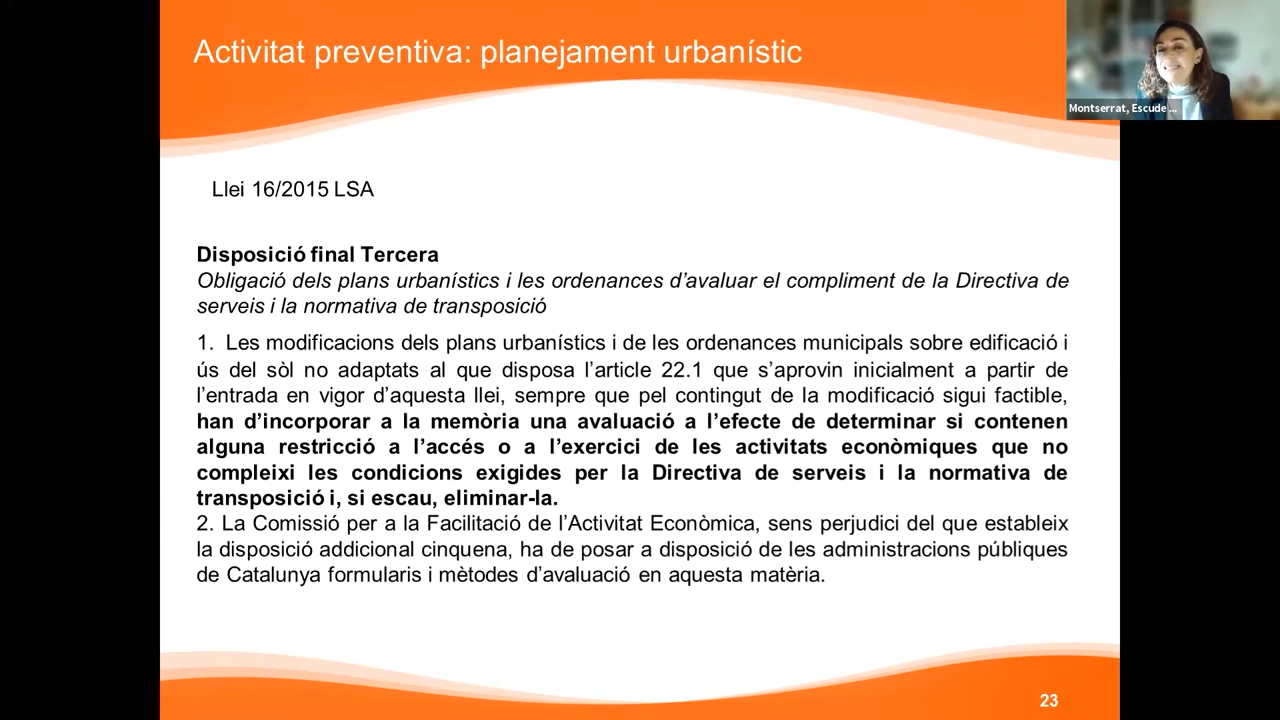 Activitat preventiva: planejament urbanístic
Montserrat, Escude ...
Llei 16/2015 LSA
Disposició final Tercera
Obligació dels plans urbanístics i les ordenances d’avaluar el compliment de la Directiva de
serveis i la normativa de transposició
1. Les modificacions dels plans urbanístics i de les ordenances municipals sobre edificació i
ús del sòl no adaptats al que disposa l’article 22.1 que s’aprovin inicialment a partir de
l’entrada en vigor d’aquesta llei, sempre que pel contingut de la modificació sigui factible,
han d’incorporar a la memòria una avaluació a l’efecte de determinar si contenen
alguna restricció a l’accés o a l’exercici de les activitats econòmiques que no
compleixi les condicions exigides per la Directiva de serveis i la normativa de
transposició i, si escau, eliminar-la.
2. La Comissió per a la Facilitació de l’Activitat Econòmica, sens perjudici del que estableix
la disposició addicional cinquena, ha de posar a disposició de les administracions públiques
de Catalunya formularis i mètodes d’avaluació en aquesta matèria.
23